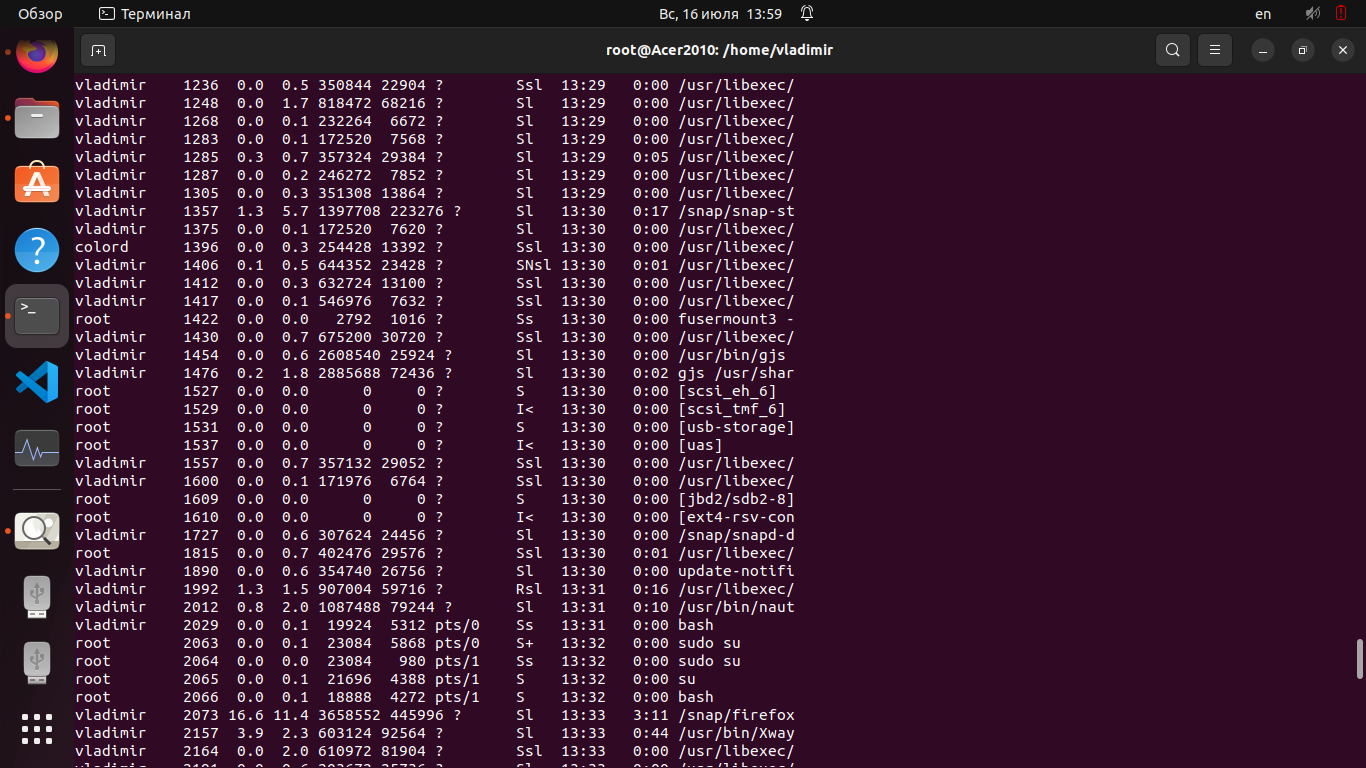 Обзор Терминал Вс, 16 июля 13:59 en
root@Acer2010: /home/vladimir
vladimir 1236 0.0 0.5 350844 22904 ? Ssl 13:29 0:00 /usr/libexec/
vladimir 1248 0.0 1.7 818472 68216 ? Sl 13:29 0:00 /usr/libexec/
vladimir 1268 0.0 0.1 232264 6672 ? Sl 13:29 0:00 /usr/libexec/
vladimir 1283 0.0 0.1 172520 7568 ? Sl 13:29 0:00 /usr/libexec/
vladimir 1285 0.3 0.7 357324 29384 ? Sl 13:29 0:05 /usr/libexec/
vladimir 1287 0.0 0.2 246272 7852 ? Sl 13:29 0:00 /usr/libexec/
vladimir 1305 0.0 0.3 351308 13864 ? Sl 13:29 0:00 /usr/libexec/
vladimir 1357 1.3 5.7 1397708 223276 ? Sl 13:30 0:17 /snap/snap-st
vladimir 1375 0.0 0.1 172520 7620 ? Sl 13:30 0:00 /usr/libexec/
colord 1396 0.0 0.3 254428 13392 ? Ssl 13:30 0:00 /usr/libexec/
vladimir 1406 0.1 0.5 644352 23428 ? SNsl 13:30 0:01 /usr/libexec/
vladimir 1412 0.0 0.3 632724 13100 ? Ssl 13:30 0:00 /usr/libexec/
vladimir 1417 0.0 0.1 546976 7632 ? Ssl 13:30 0:00 /usr/libexec/
root 1422 0.0 0.0 2792 1016 ? Ss 13:30 0:00 fusermount3 -
vladimir 1430 0.0 0.7 675200 30720 ? Ssl 13:30 0:00 /usr/libexec/
vladimir 1454 0.0 0.6 2608540 25924 ? Sl 13:30 0:00 /usr/bin/gjs
vladimir 1476 0.2 1.8 2885688 72436 ? Sl 13:30 0:02 gjs /usr/shar
root 1527 0.0 0.0 0 0 ? S 13:30 0:00 [scsi_eh_6]
root 1529 0.0 0.0 0 0 ? I< 13:30 0:00 [scsi_tmf_6]
root 1531 0.0 0.0 0 0 ? S 13:30 0:00 [usb-storage]
root 1537 0.0 0.0 0 0 ? I< 13:30 0:00 [uas]
vladimir 1557 0.0 0.7 357132 29052 ? Ssl 13:30 0:00 /usr/libexec/
vladimir 1600 0.0 0.1 171976 6764 ? Ssl 13:30 0:00 /usr/libexec/
root 1609 0.0 0.0 0 0 ? S 13:30 0:00 [jbd2/sdb2-8]
root 1610 0.0 0.0 0 0 ? I< 13:30 0:00 [ext4-rsv-con
vladimir 1727 0.0 0.6 307624 24456 ? Sl 13:30 0:00 /snap/snapd-d
root 1815 0.0 0.7 402476 29576 ? Ssl 13:30 0:01 /usr/libexec/
vladimir 1890 0.0 0.6 354740 26756 ? Sl 13:30 0:00 update-notifi
vladimir 1992 1.3 1.5 907004 59716 ? Rsl 13:31 0:16 /usr/libexec/
vladimir 2012 0.8 2.0 1087488 79244 ? Sl 13:31 0:10 /usr/bin/naut
vladimir 2029 0.0 0.1 19924 5312 pts/0 Ss 13:31 0:00 bash
root 2063 0.0 0.1 23084 5868 pts/0 S+ 13:32 0:00 sudo su
root 2064 0.0 0.0 23084 980 pts/1 Ss 13:32 0:00 sudo su
root 2065 0.0 0.1 21696 4388 pts/1 S 13:32 0:00 su
root 2066 0.0 0.1 18888 4272 pts/1 S 13:32 0:00 bash
vladimir 2073 16.6 11.4 3658552 445996 ? Sl 13:33 3:11 /snap/firefox
vladimir 2157 3.9 2.3 603124 92564 ? Sl 13:33 0:44 /usr/bin/Xway
vladimir 2164 0.0 2.0 610972 81904 ? Ssl 13:33 0:00 /usr/libexec/